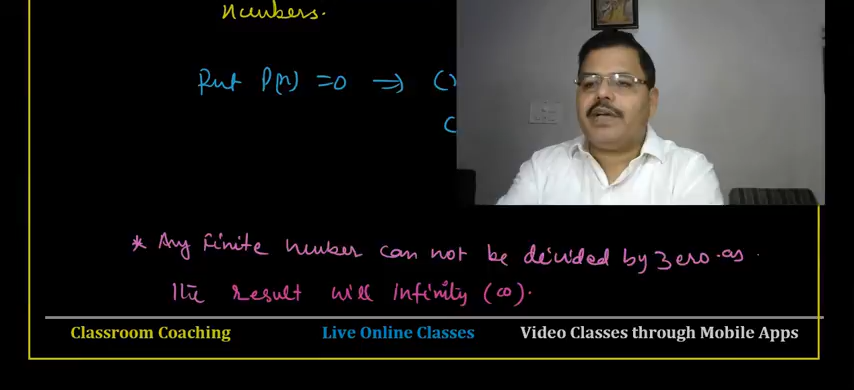 Numbers.
Put P(x) = 0 ⇒ (
(
* Any Finite number can not be divided by Zero as
The result will infinity (∞).
Classroom Coaching Live Online Classes Video Classes through Mobile Apps